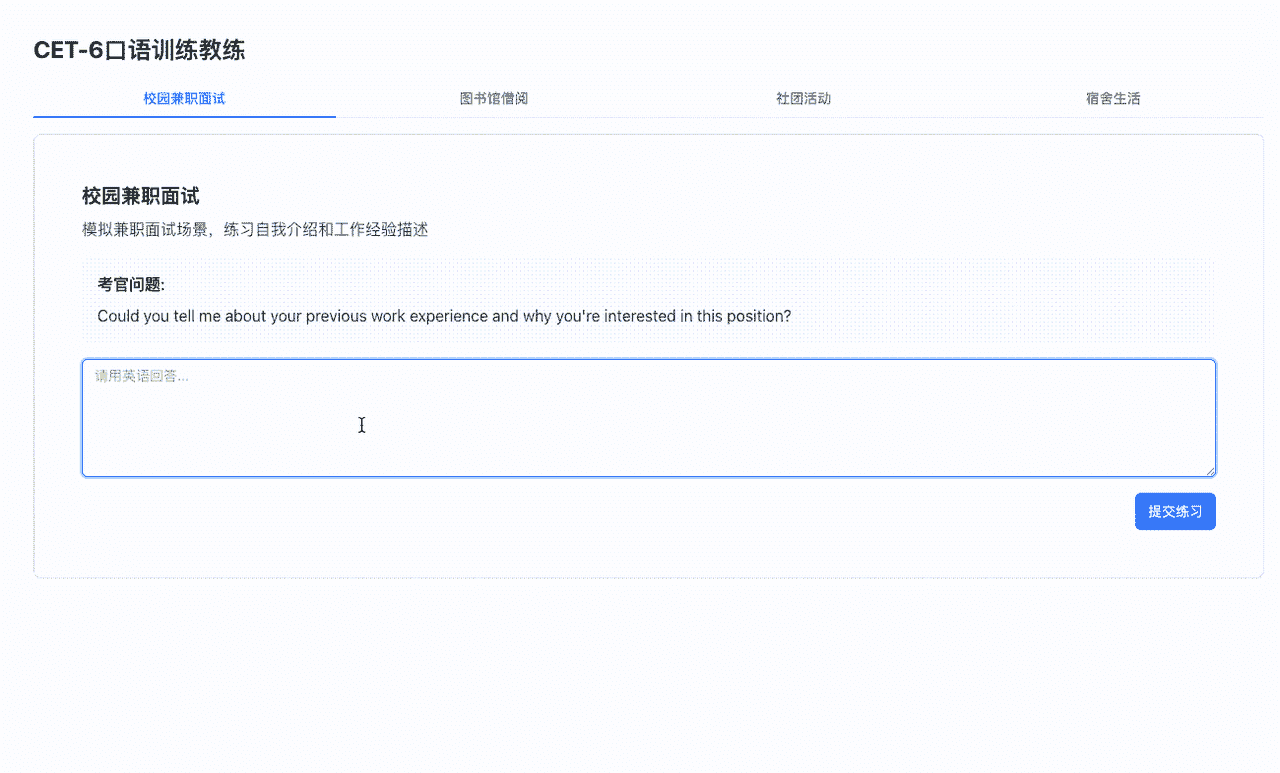 CET-6口语训练教练
校园兼职面试
图书馆借阅
社团活动
宿舍生活
校园兼职面试
模拟兼职面试场景，练习自我介绍和工作经验描述
考官问题:
Could you tell me about your previous work experience and why you're interested in this position?
请用英语回答...
提交练习